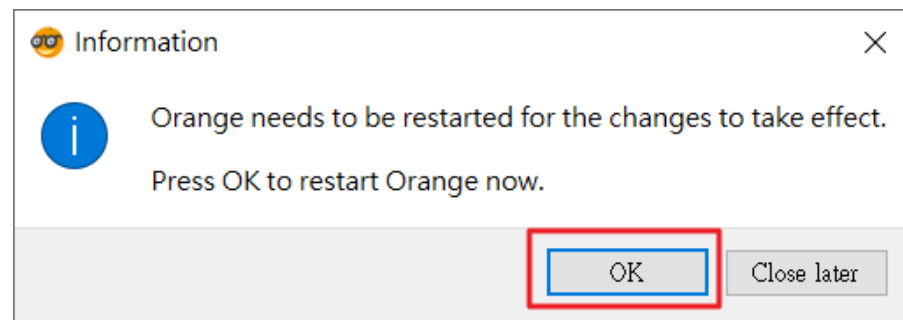 Information
Orange needs to be restarted for the changes to take effect.
Press OK to restart Orange now.
OK
Close later